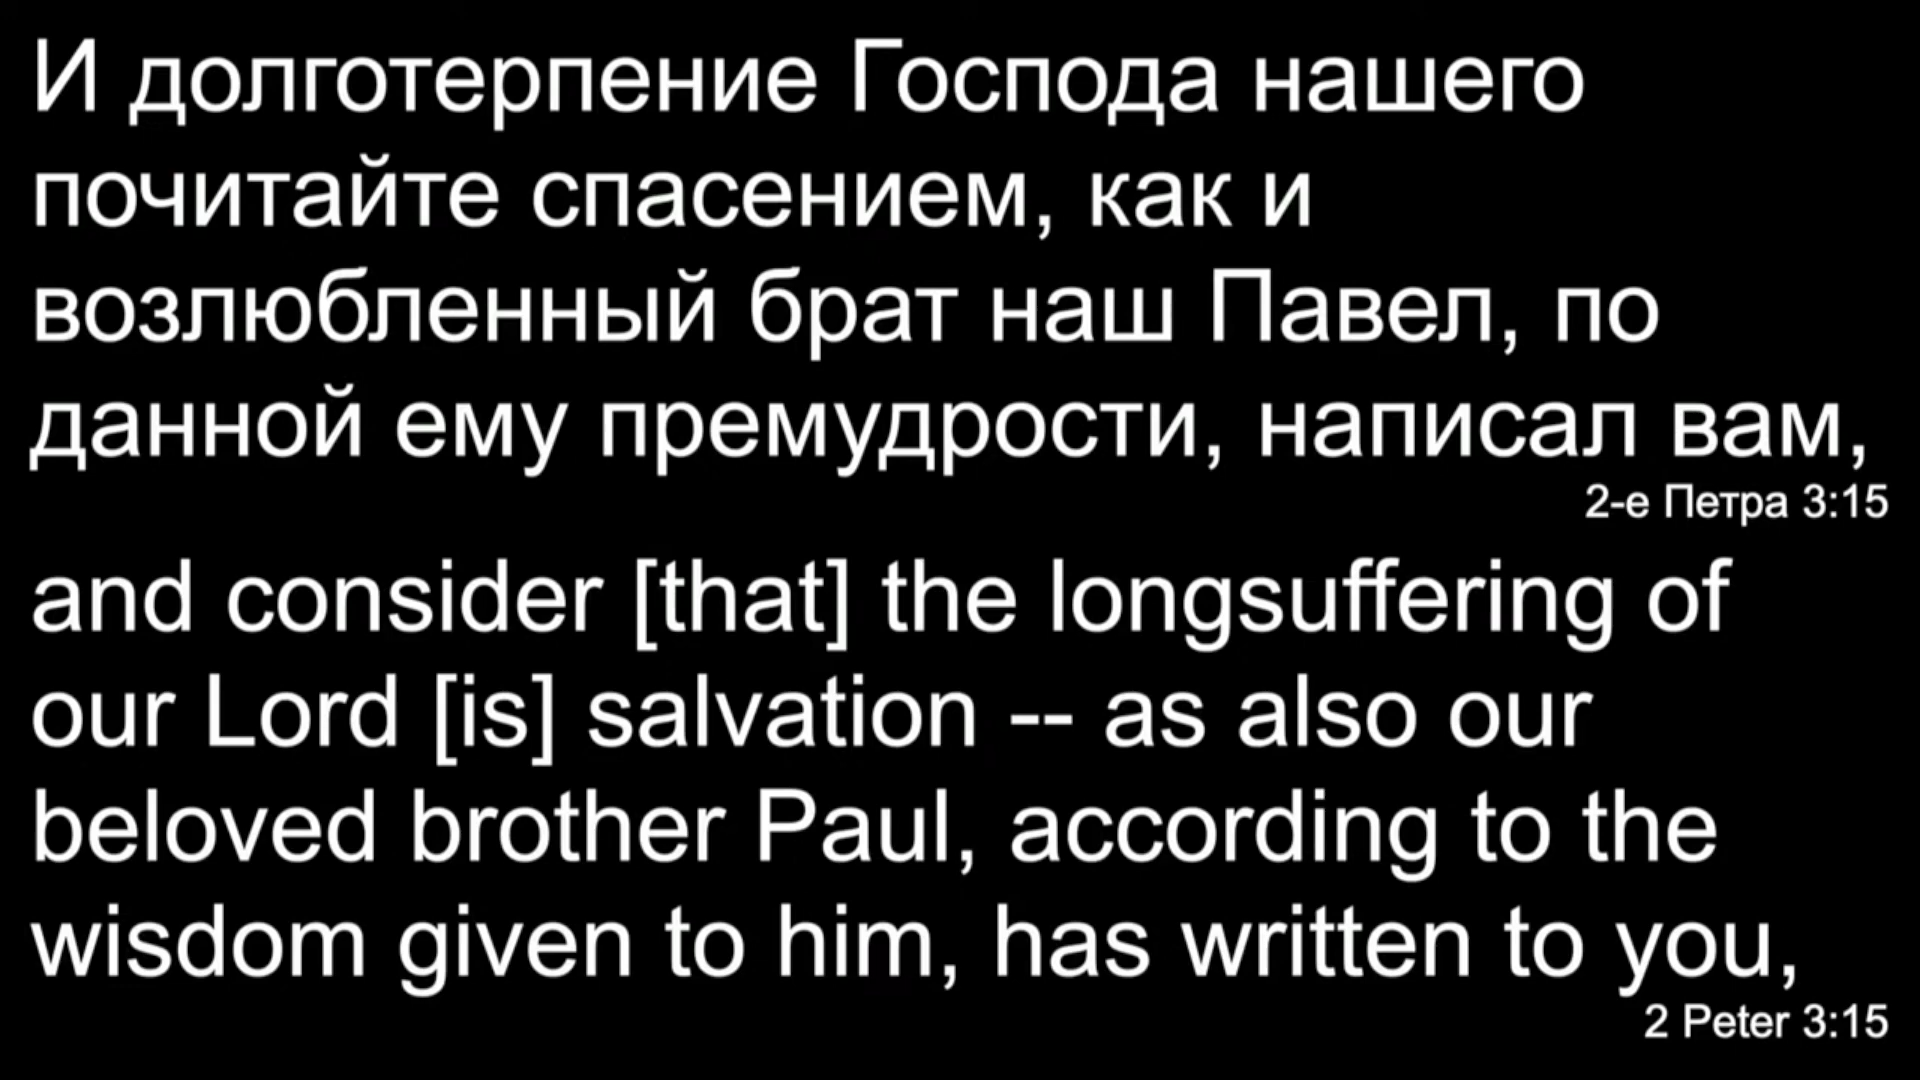 И долготерпение Господа нашего
почитайте спасением, как и
возлюбленный брат наш Павел, по
данной ему премудрости, написал вам,
2-е Петра 3:15
and consider [that] the longsuffering of
our Lord [is] salvation -- as also our
beloved brother Paul, according to the
wisdom given to him, has written to you,
2 Peter 3:15